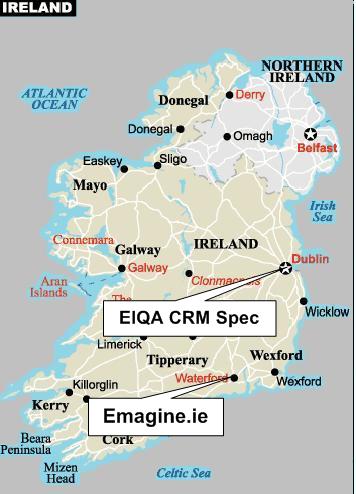 IRELAND
NORTHERN
IRELAND
ATLANTIC
OCEAN
Donegal
Derry
Donegal
Omagh
Belfast
Easkey
Sligo
Mayo
Irish
Sea
Connemara
Galway
IRELAND
Galway
Dublin
Aran
Islands
Clonmacnois
The
Wicklow
EIQA CRM Spec
Limerick
Tipperary
Wexford
Killorglin
Waterford
Wexford
Kerry
Emagine.ie
Beara
Peninsula
Cork
Mizen
Head
Celtic Sea